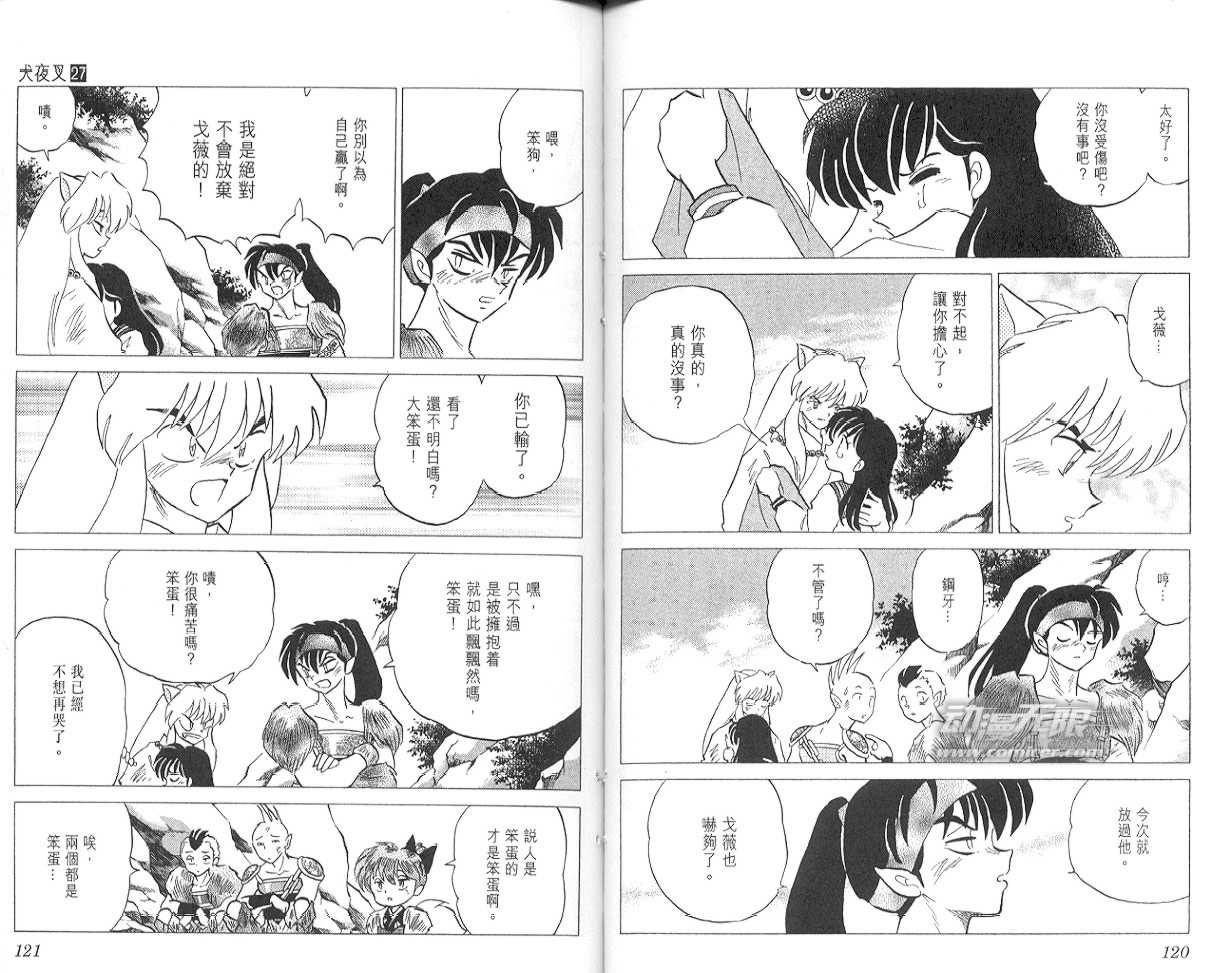 太好了。
你沒受傷吧？
沒有事吧？
戈薇…
對不起，
讓你擔心了。
你真的，
真的沒事？
哼…
鋼牙…
不管了嗎？
今次就
放過他。
戈薇也
嚇夠了。
动漫无限
www.comicer.com
120
犬夜叉27
喂，
笨狗，
你別以為
自己贏了啊。
我是絕對
不會放棄
戈薇的！
嘖。
你已輸了。
看了
還不明白嗎？
大笨蛋！
嘿，
只不過
是被擁抱着
就如此飄飄然嗎，
笨蛋！
嘖，
你很痛苦嗎？
笨蛋！
我已經
不想再哭了。
説人是
笨蛋的
才是笨蛋啊。
唉，
兩個都是
笨蛋…
121